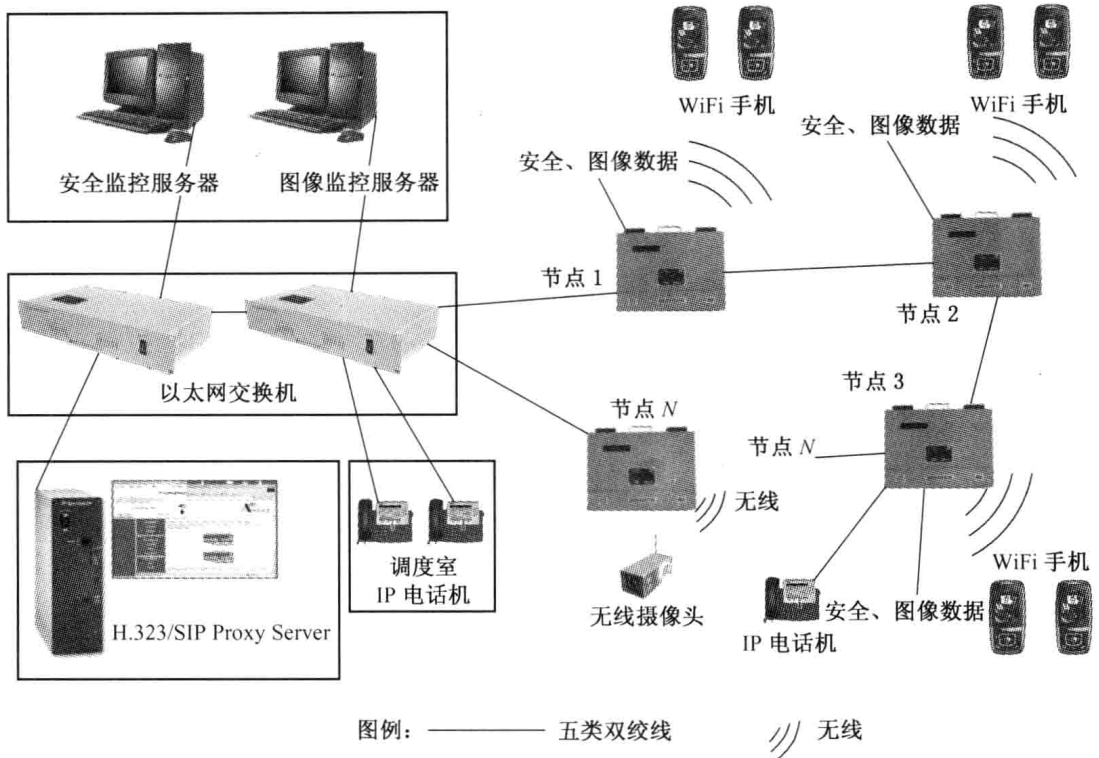 WiFi 手机
WiFi 手机
安全、图像数据
安全、图像数据
安全监控服务器
图像监控服务器
节点 1
节点 2
以太网交换机
节点 3
节点 N
节点 N
无线
调度室
IP 电话机
无线摄像头
WiFi 手机
H.323/SIP Proxy Server
IP 电话机
安全、图像数据
图例：
五类双绞线
无线